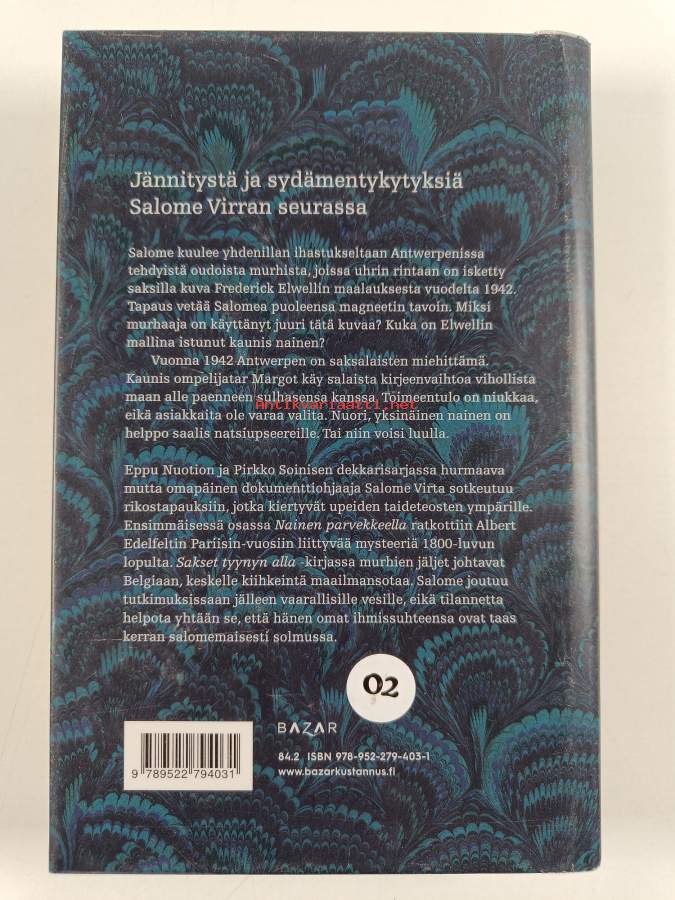 Jännitystä ja sydämentykytyksiä
Salome Virran seurassa
Salome kuulee yhdenillan ihastukseltaan Antwerpenissa
tehdyistä oudoista murhista, joissa uhrin rintaan on isketty
saksilla kuva Frederick Elwellin maalauksesta vuodelta 1942.
Tapaus vetää Salomea puoleensa magneetin tavoin. Miksi
murhaaja on käyttänyt juuri tätä kuvaa? Kuka on Elwellin
mallina istunut kaunis nainen?
Vuonna 1942 Antwerpen on saksalaisten miehittämä.
Kaunis ompelijatar Margot käy salaista kirjeenvaihtoa vihollista
maan alle paenneen sulhasensa kanssa. Toimeentulo on niukkaa,
Antikvariaatti.net
eikä asiakkaita ole varaa valita. Nuori, yksinäinen nainen on
helppo saalis natsiupseereille. Tai niin voisi luulla.
Eppu Nuotion ja Pirkko Soinisen dekkarisarjassa hurmaava
mutta omapäinen dokumenttiohjaaja Salome Virta sotkeutuu
rikostapauksiin, jotka kiertyvät upeiden taideteosten ympärille.
Ensimmäisessä osassa Nainen parvekkeella ratkottiin Albert
Edelfeltin Pariisin-vuosiin liittyvää mysteeriä 1800-luvun
lopulta. Sakset tyynyn alla -kirjassa murhien jäljet johtavat
Belgiaan, keskelle kiihkeintä maailmansotaa. Salome joutuu
tutkimuksissaan jälleen vaarallisille vesille, eikä tilannetta
helpota yhtään se, että hänen omat ihmissuhteensa ovat taas
kerran salomemaisesti solmussa.
02
BAZAR
84.2 ISBN 978-952-279-403-1
www.bazarkustannus.fi
9 789522 794031